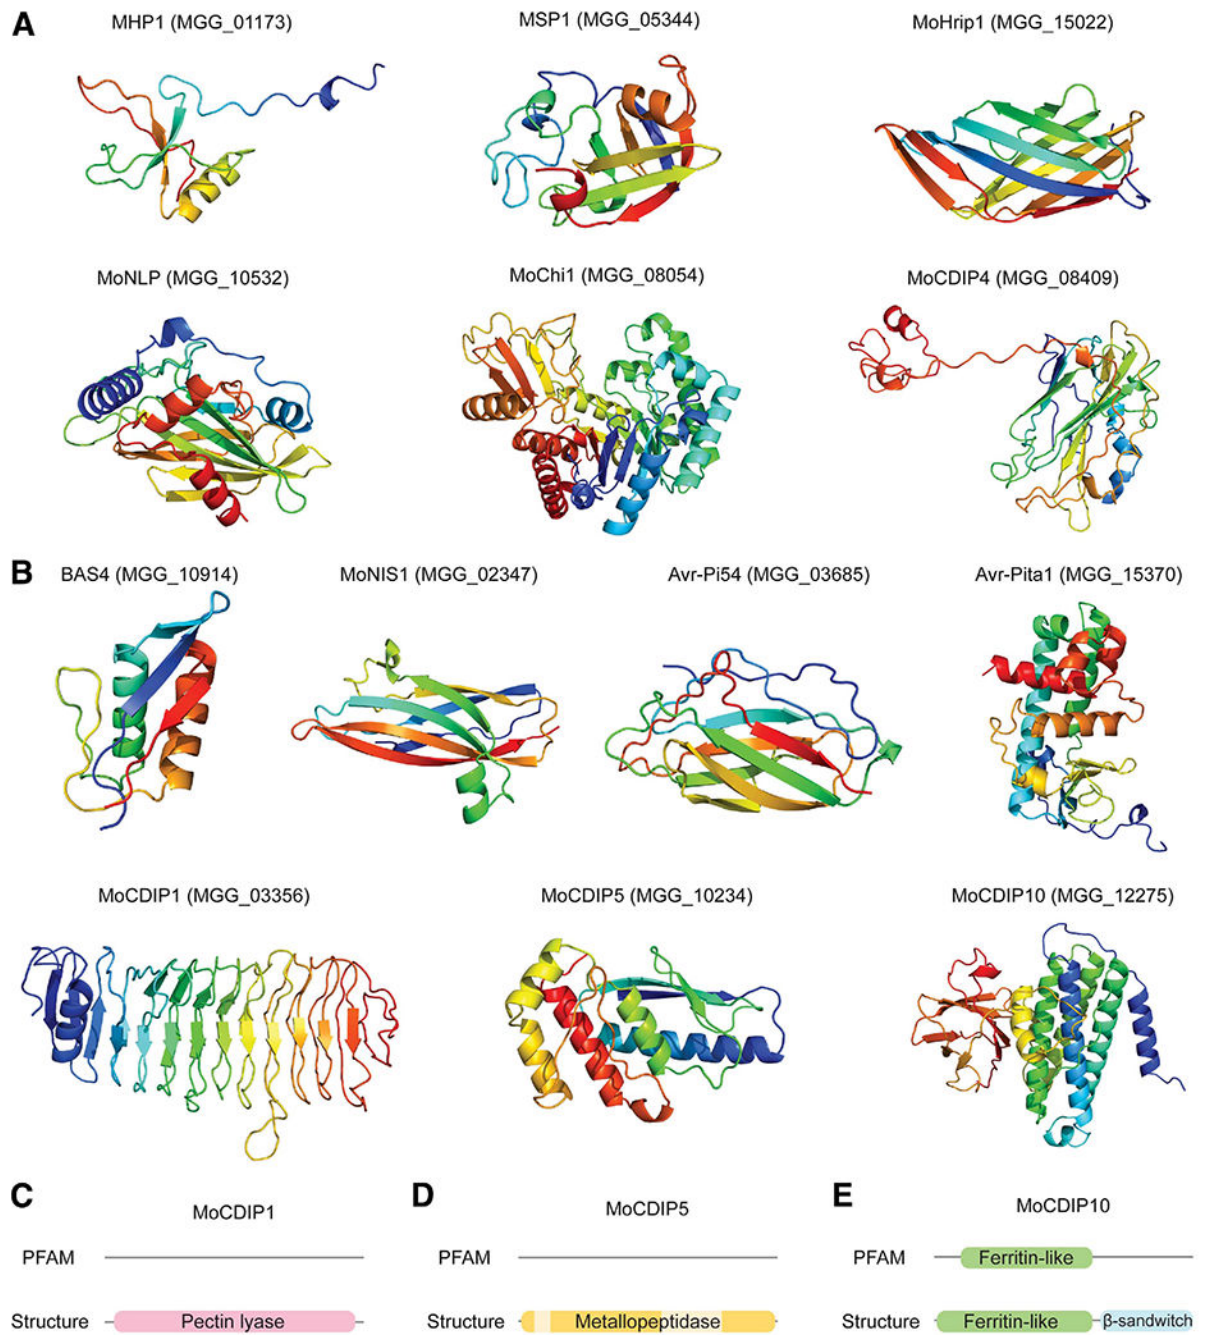 A
MHP1 (MGG_01173)
MSP1 (MGG_05344)
MoHrip1 (MGG_15022)
MoNLP (MGG_10532)
MoChi1 (MGG_08054)
MoCDIP4 (MGG_08409)
B
BAS4 (MGG_10914)
MoNIS1 (MGG_02347)
Avr-Pi54 (MGG_03685)
Avr-Pita1 (MGG_15370)
MoCDIP1 (MGG_03356)
MoCDIP5 (MGG_10234)
MoCDIP10 (MGG_12275)
C
MoCDIP1
PFAM
Structure
Pectin lyase
D
MoCDIP5
PFAM
Structure
Metallopeptidase
E
MoCDIP10
PFAM
Ferritin-like
Structure
Ferritin-like
β-sandwitch